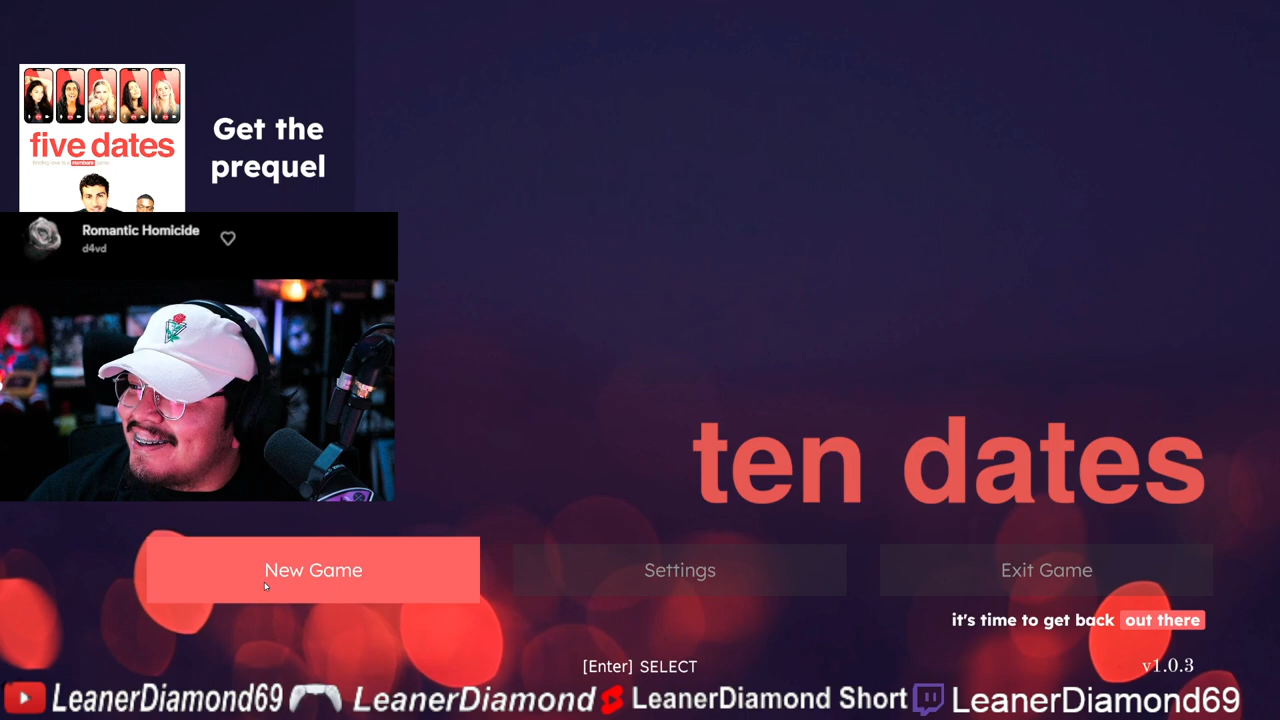 five dates
Get the
prequel
Romantic Homicide
d4vd
ten dates
New Game
Settings
Exit Game
it's time to get back out there
[Enter] SELECT
v1.0.3
LeanerDiamond69
LeanerDiamond
LeanerDiamond Short
LeanerDiamond69